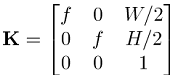 K = [ f 0 W/2
0 f H/2
0 0 1 ]